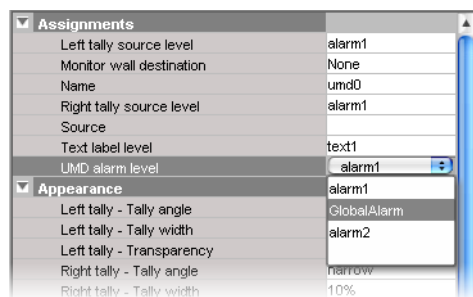 Assignments
Left tally source level alarm1
Monitor wall destination None
Name umd0
Right tally source level alarm1
Source
Text label level text1
UMD alarm level alarm1
alarm1
Appearance
Left tally - Tally angle GlobalAlarm
Left tally - Tally width alarm2
Left tally - Transparency
Right tally - Tally angle narrow
Right tally - Tally width 10%